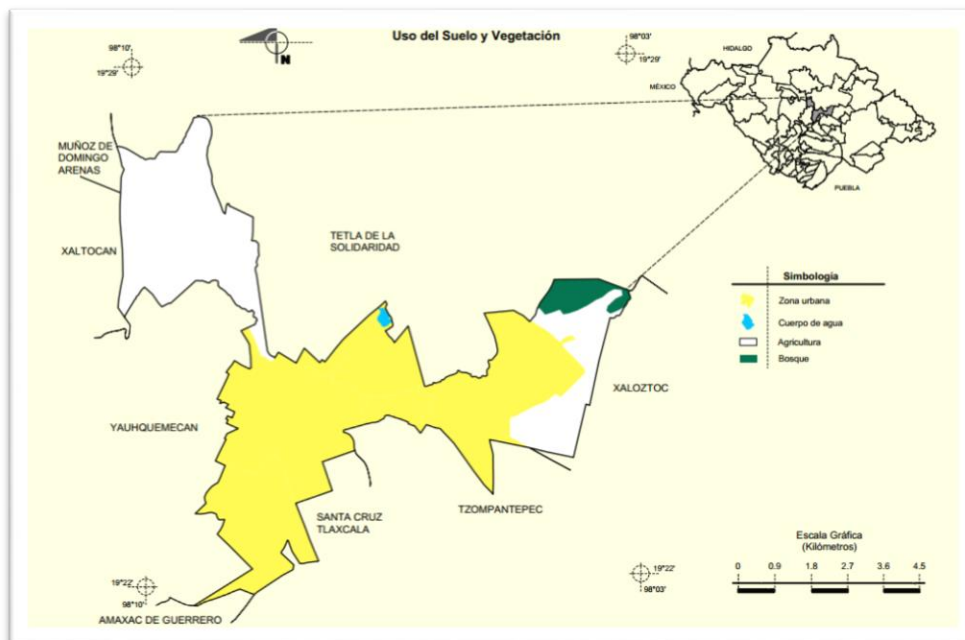 Uso del Suelo y Vegetación
98°10'
19°29'
N
98°03'
19°29'
HIDALGO
MÉXICO
PUEBLA
MUÑOZ DE
DOMINGO
ARENAS
XALTOCAN
TETLA DE LA
SOLIDARIDAD
Simbología
Zona urbana
Cuerpo de agua
Agricultura
Bosque
XALOZTOC
YAUHQUEMECAN
TZOMPANTEPEC
SANTA CRUZ
TLAXCALA
Escala Gráfica
(Kilómetros)
0 0.9 1.8 2.7 3.6 4.5
19°22'
98°10'
19°22'
98°03'
AMAXAC DE GUERRERO